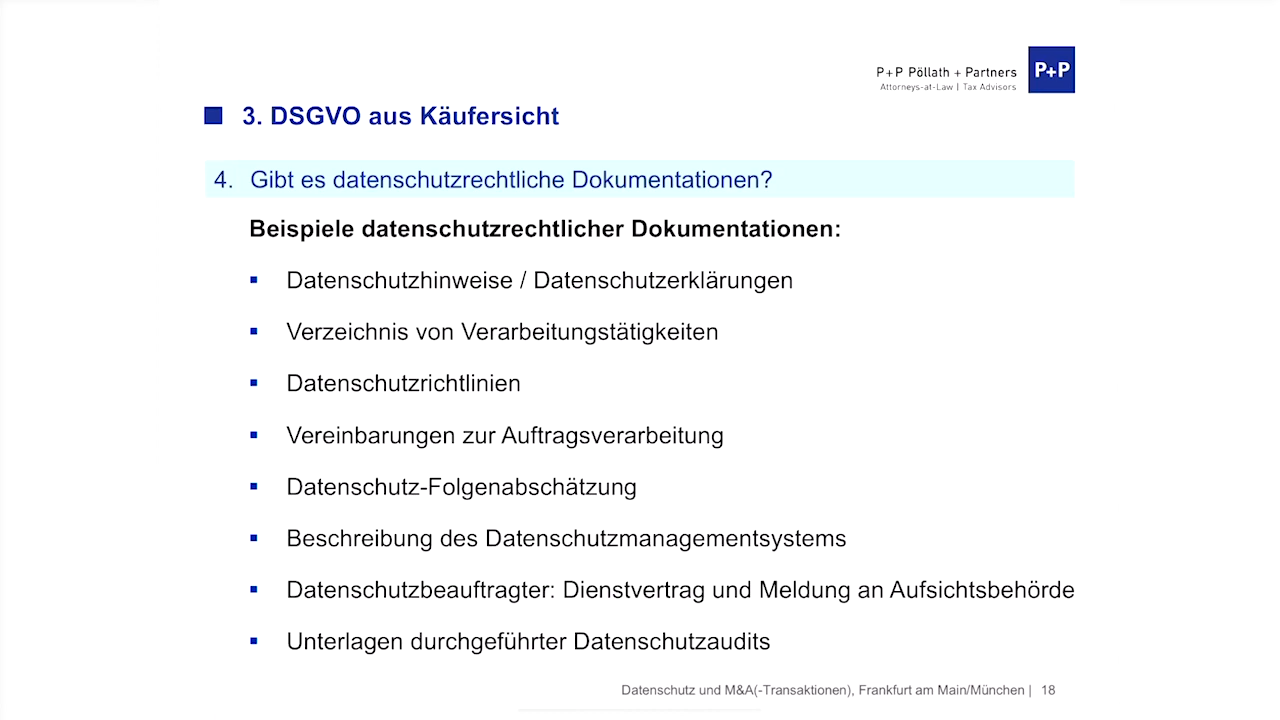 P+P Pöllath + Partners
P+P
Attorneys-at-Law | Tax Advisors
3. DSGVO aus Käufersicht
4. Gibt es datenschutzrechtliche Dokumentationen?
Beispiele datenschutzrechtlicher Dokumentationen:
▪ Datenschutzhinweise / Datenschutzerklärungen
▪ Verzeichnis von Verarbeitungstätigkeiten
▪ Datenschutzrichtlinien
▪ Vereinbarungen zur Auftragsverarbeitung
▪ Datenschutz-Folgenabschätzung
▪ Beschreibung des Datenschutzmanagementsystems
▪ Datenschutzbeauftragter: Dienstvertrag und Meldung an Aufsichtsbehörde
▪ Unterlagen durchgeführter Datenschutzaudits
Datenschutz und M&A(-Transaktionen), Frankfurt am Main/München | 18